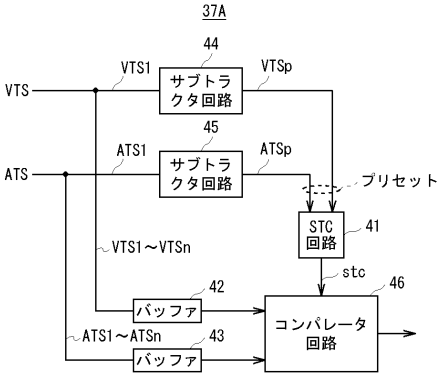 37A
44
VTS
VTS1
サブトラ
クタ回路
VTSp
45
ATS
ATS1
サブトラ
クタ回路
ATSp
プリセット
STC
回路
41
VTS1～VTSn
stc
42
バッファ
46
コンパレータ
回路
ATS1～ATSn
バッファ
43